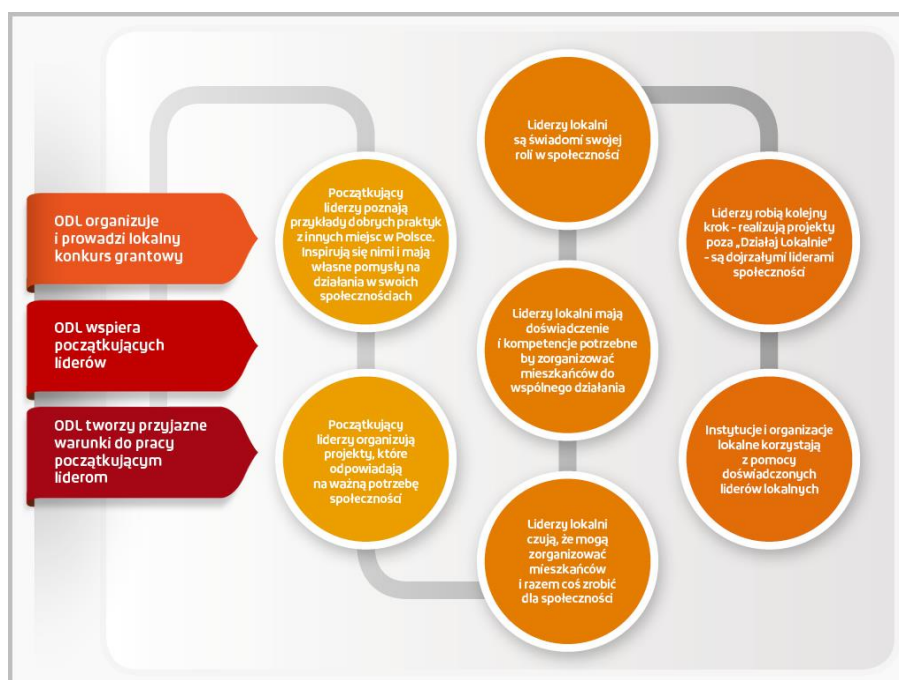 ODL organizuje
i prowadzi lokalny
konkurs grantowy
ODL wspiera
początkujących
liderów
ODL tworzy przyjazne
warunki do pracy
początkującym
liderom
Początkujący
liderzy poznają
przykłady dobrych praktyk
z innych miejsc w Polsce.
Inspirują się nimi i mają
własne pomysły na
działania w swoich
społecznościach
Początkujący
liderzy organizują
projekty, które
odpowiadają
na ważną potrzebę
społeczności
Liderzy lokalni
są świadomi swojej
roli w społeczności
Liderzy lokalni mają
doświadczenie
i kompetencje potrzebne
by zorganizować
mieszkańców do
wspólnego działania
Liderzy lokalni
czują, że mogą
zorganizować
mieszkańców
i razem coś zrobić
dla społeczności
Liderzy robią kolejny
krok - realizują projekty
poza „Działaj Lokalnie”
- są dojrzałymi liderami
społeczności
Instytucje i organizacje
lokalne korzystają
z pomocy
doświadczonych
liderów lokalnych